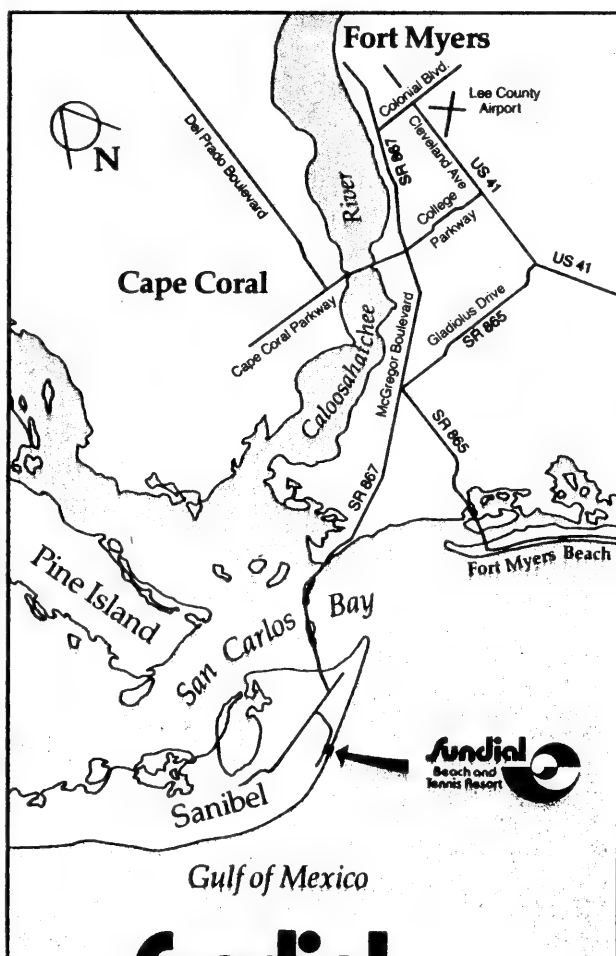 Fort Myers
Colonial Blvd.
Lee County
Airport
N
Del Prado Boulevard
SR 867
Cleveland Ave
US 41
River
College
Parkway
US 41
Cape Coral
Cape Coral Parkway
Gladiolus Drive
SR 865
Caloosahatchee
McGregor Boulevard
SR 865
SR 867
Fort Myers Beach
Pine Island
San Carlos Bay
Sundial
Beach and
Tennis Resort
Sanibel
Gulf of Mexico
Sundial